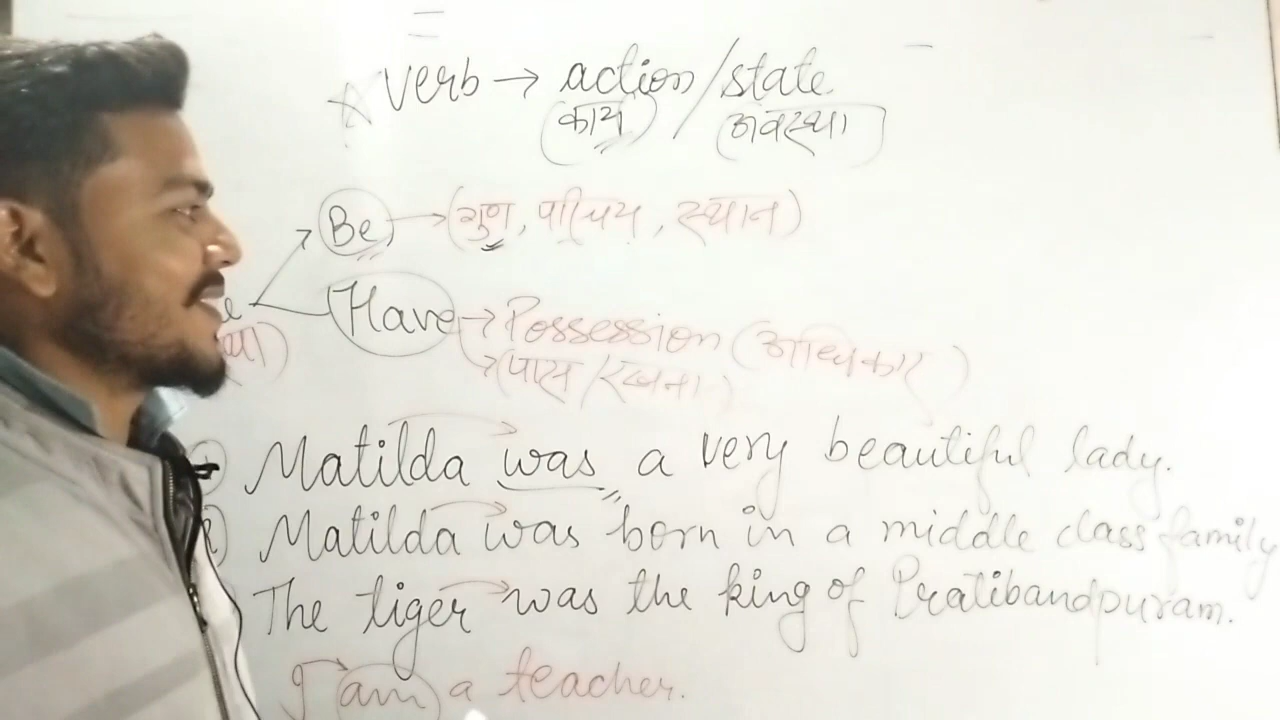 Verb → action / state
(कार्य) / (अवस्था)
Be → (गुण, परिचय, स्थान)
Have → Possession (अधिकार)
→ (पास / रखना)
Matilda was a very beautiful lady.
Matilda was born in a middle class family
The tiger was the king of Pratibandpuram.
I am a teacher.